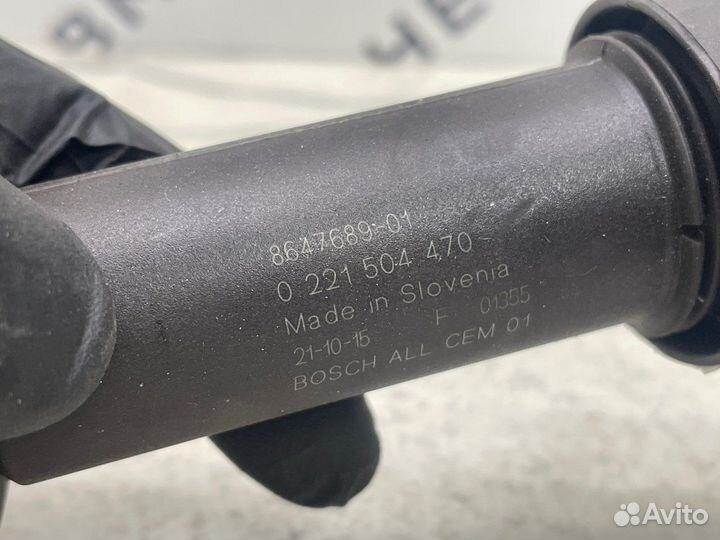 8647689-01
0 221 504 470
Made in Slovenia
21-10-15 F 01355
BOSCH ALL CEM 01
Avito